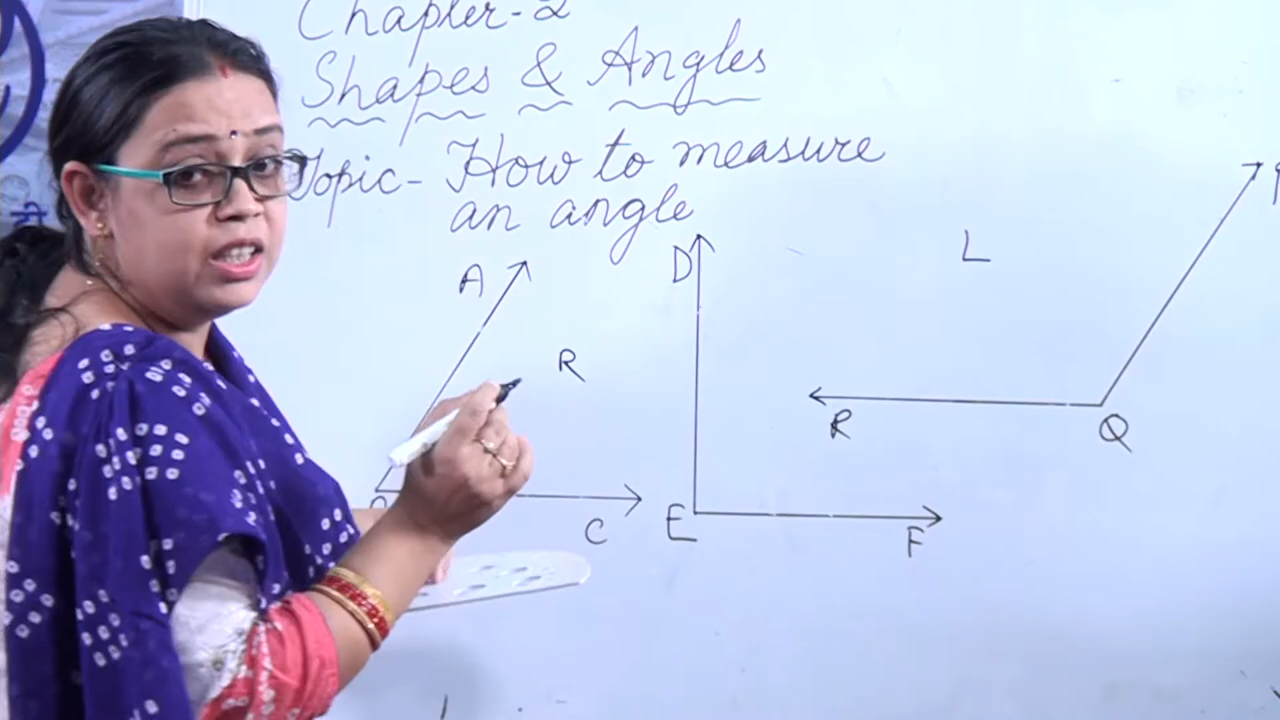 Chapter-2
Shapes & Angles
Topic- How to measure
an angle
D
L
A
R
R
Q
C
E
F